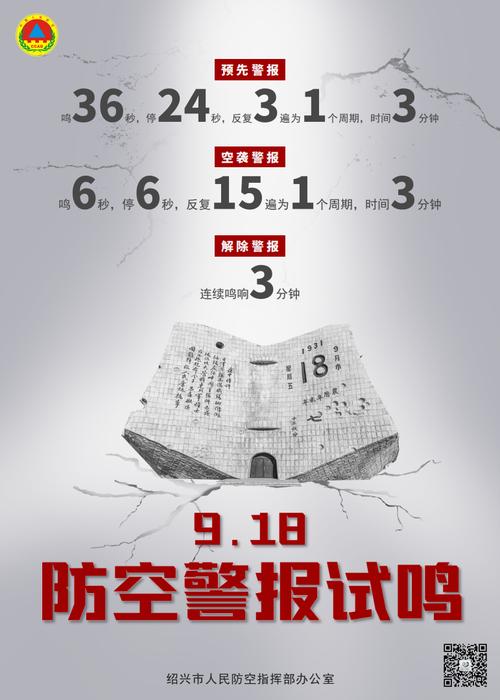 预先警报
鸣36秒，停24秒，反复3遍为1个周期，时间3分钟
空袭警报
鸣6秒，停6秒，反复15遍为1个周期，时间3分钟
解除警报
连续鸣响3分钟
1931
9月小
18
星期五
9.18
防空警报试鸣
绍兴市人民防空指挥部办公室